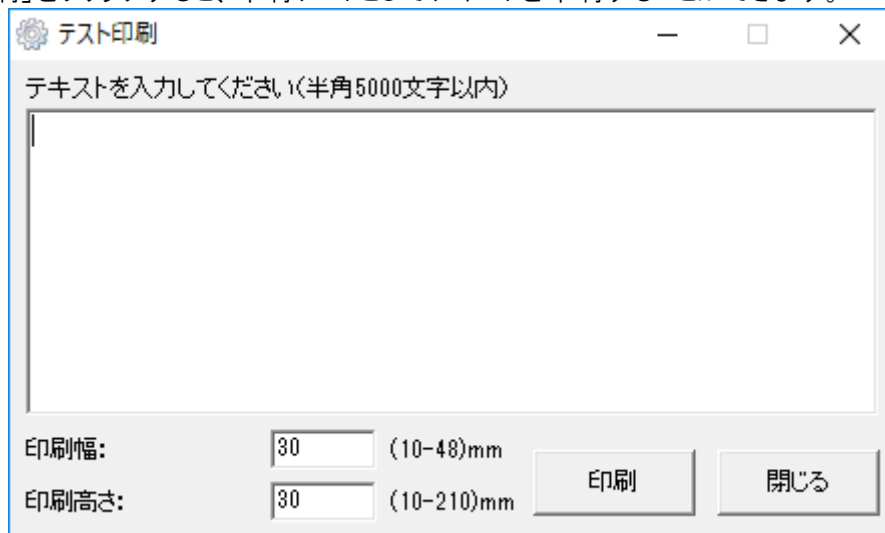 テスト印刷
テキストを入力してください(半角5000文字以内)
印刷幅: 30 (10-48)mm
印刷高さ: 30 (10-210)mm
印刷 閉じる